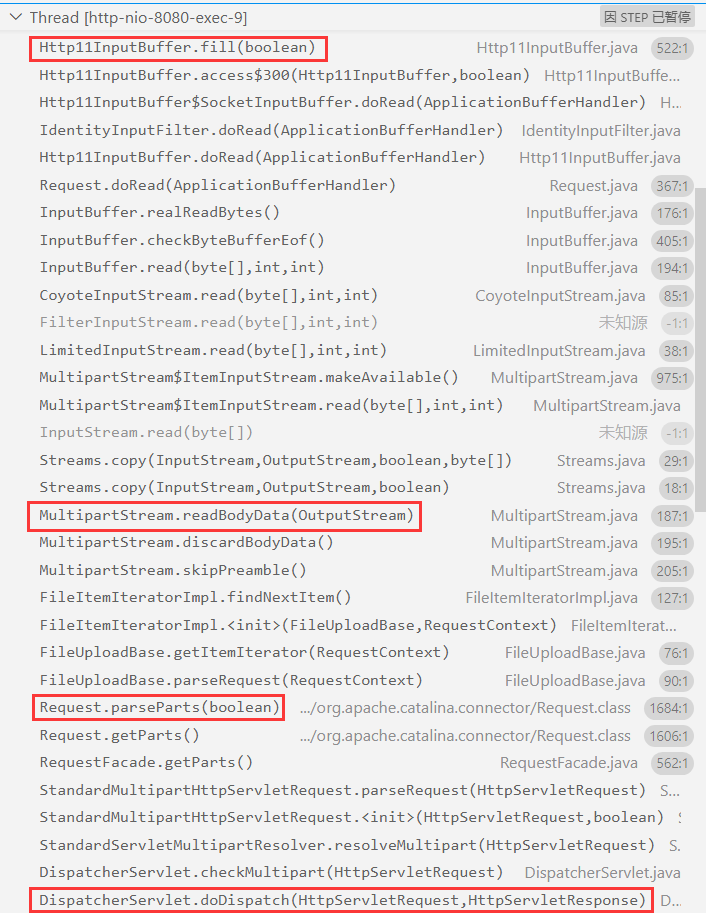 Thread [http-nio-8080-exec-9] 因 STEP 已暂停
Http11InputBuffer.fill(boolean) Http11InputBuffer.java 522:1
Http11InputBuffer.access$300(Http11InputBuffer,boolean) Http11InputBuffe...
Http11InputBuffer$SocketInputBuffer.doRead(ApplicationBufferHandler) H...
IdentityInputFilter.doRead(ApplicationBufferHandler) IdentityInputFilter.java
Http11InputBuffer.doRead(ApplicationBufferHandler) Http11InputBuffer.java
Request.doRead(ApplicationBufferHandler) Request.java 367:1
InputBuffer.realReadBytes() InputBuffer.java 176:1
InputBuffer.checkByteBufferEof() InputBuffer.java 405:1
InputBuffer.read(byte[],int,int) InputBuffer.java 194:1
CoyoteInputStream.read(byte[],int,int) CoyoteInputStream.java 85:1
FilterInputStream.read(byte[],int,int) 未知源 -1:1
LimitedInputStream.read(byte[],int,int) LimitedInputStream.java 38:1
MultipartStream$ItemInputStream.makeAvailable() MultipartStream.java 975:1
MultipartStream$ItemInputStream.read(byte[],int,int) MultipartStream.java
InputStream.read(byte[]) 未知源 -1:1
Streams.copy(InputStream,OutputStream,boolean,byte[]) Streams.java 29:1
Streams.copy(InputStream,OutputStream,boolean) Streams.java 18:1
MultipartStream.readBodyData(OutputStream) MultipartStream.java 187:1
MultipartStream.discardBodyData() MultipartStream.java 195:1
MultipartStream.skipPreamble() MultipartStream.java 205:1
FileItemIteratorImpl.findNextItem() FileItemIteratorImpl.java 127:1
FileItemIteratorImpl.<init>(FileUploadBase,RequestContext) FileItemIterat...
FileUploadBase.getItemIterator(RequestContext) FileUploadBase.java 76:1
FileUploadBase.parseRequest(RequestContext) FileUploadBase.java 90:1
Request.parseParts(boolean) .../org.apache.catalina.connector/Request.class 1684:1
Request.getParts() .../org.apache.catalina.connector/Request.class 1606:1
RequestFacade.getParts() RequestFacade.java 562:1
StandardMultipartHttpServletRequest.parseRequest(HttpServletRequest) S...
StandardMultipartHttpServletRequest.<init>(HttpServletRequest,boolean)
StandardServletMultipartResolver.resolveMultipart(HttpServletRequest) S.
DispatcherServlet.checkMultipart(HttpServletRequest) DispatcherServlet.java
DispatcherServlet.doDispatch(HttpServletRequest,HttpServletResponse) D...